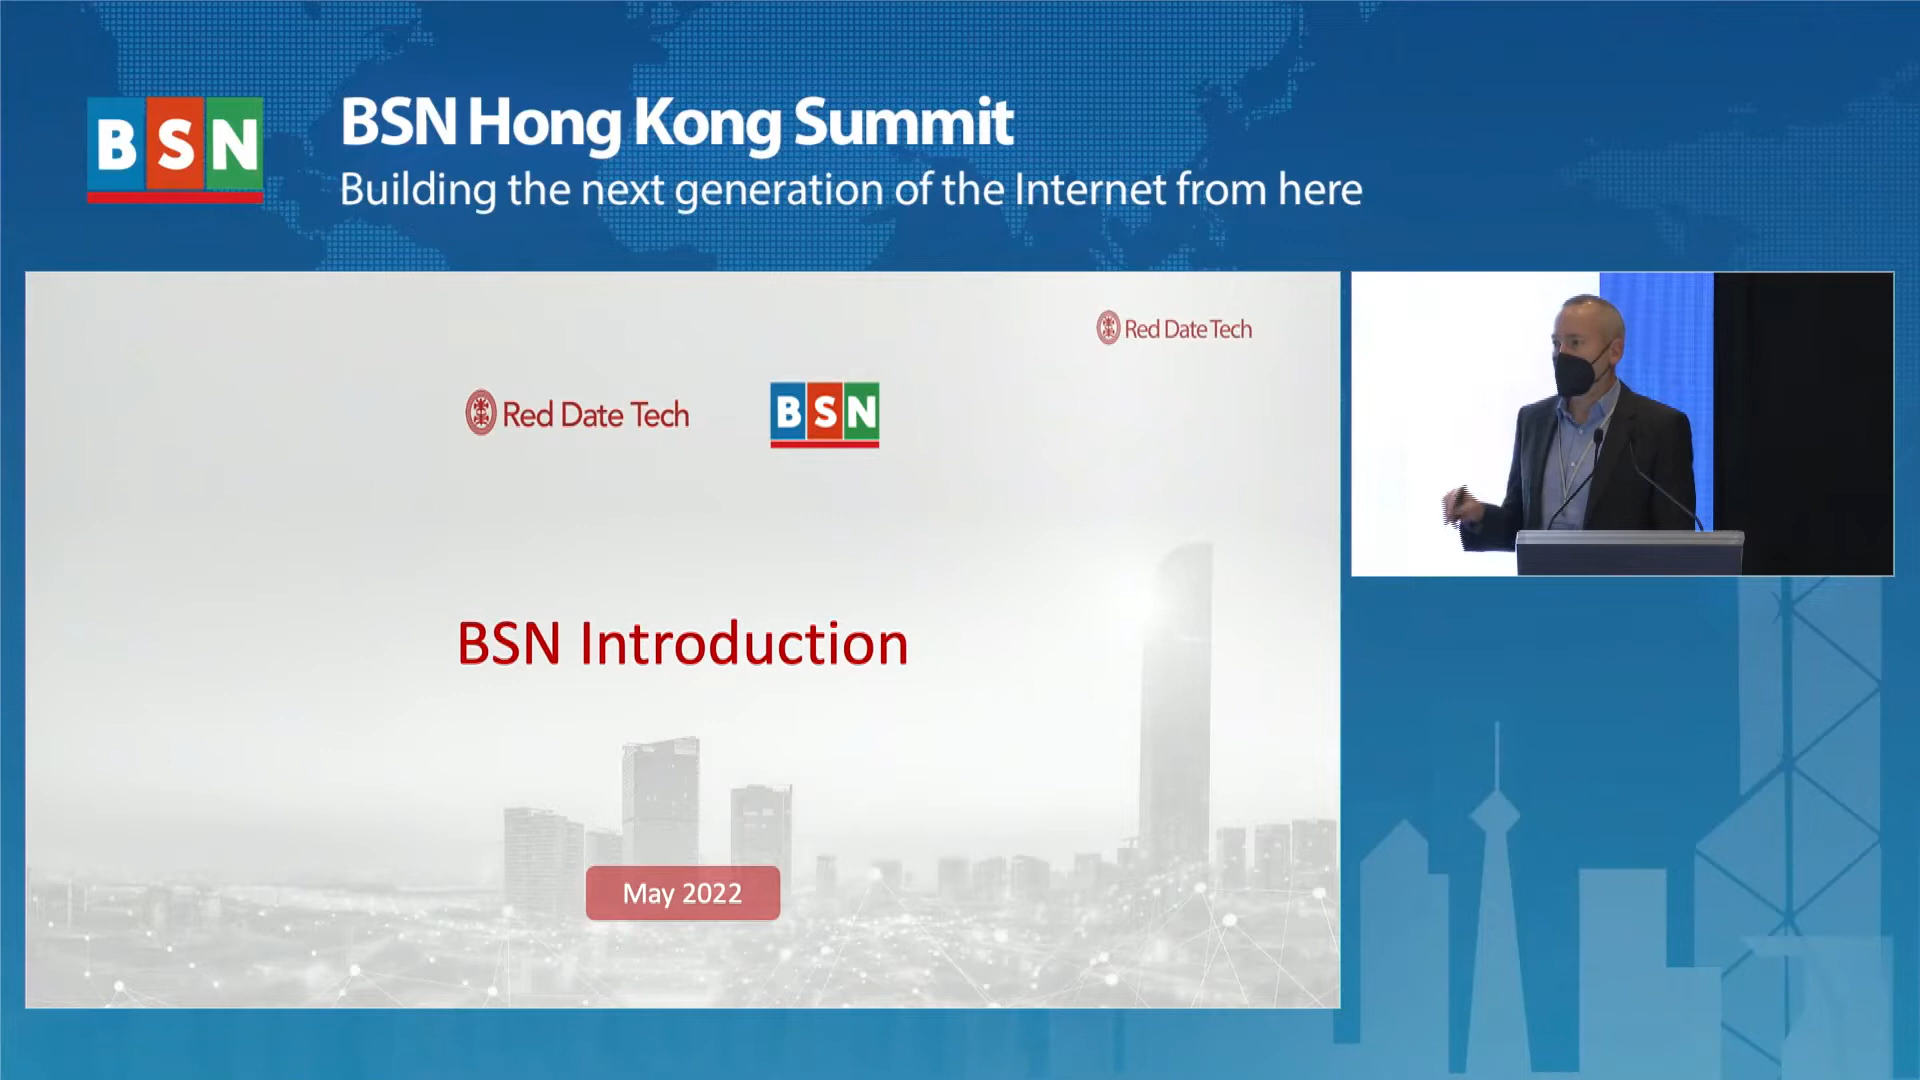 BSN
BSN Hong Kong Summit
Building the next generation of the Internet from here
Red Date Tech
Red Date Tech
BSN
BSN Introduction
May 2022